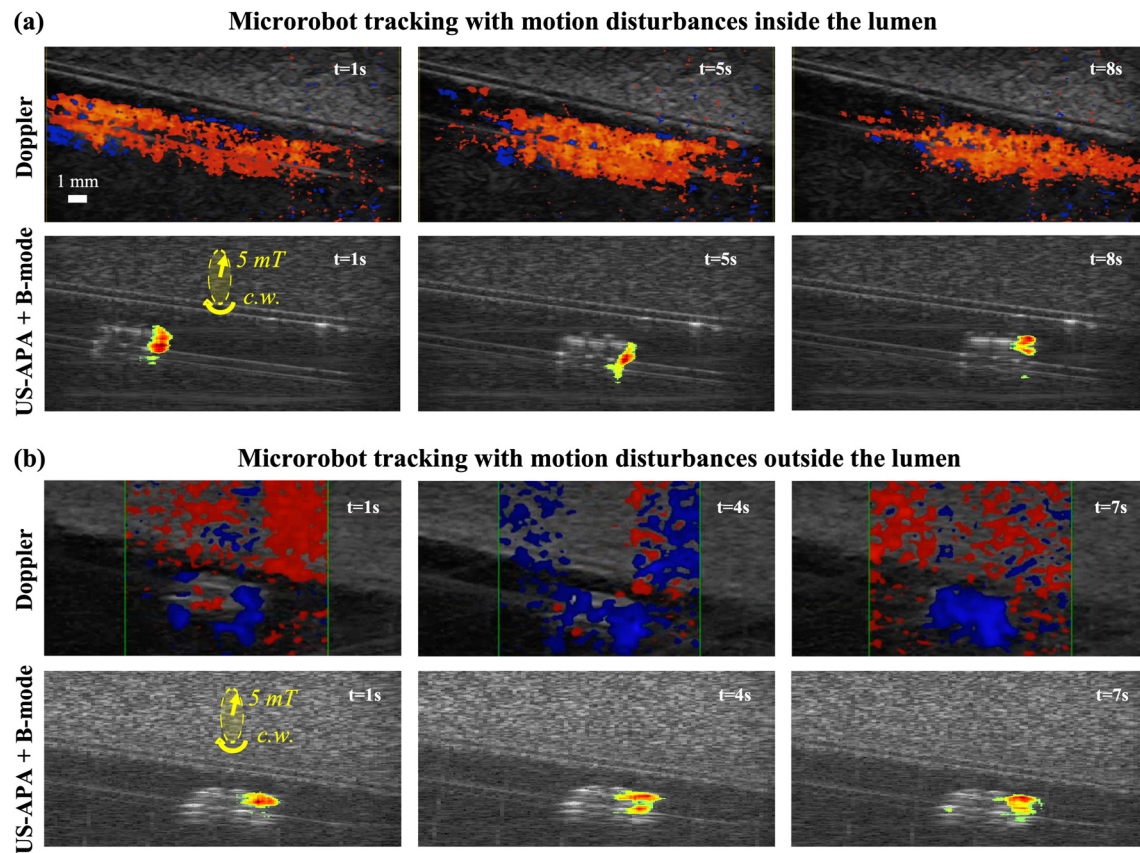 (a) Microrobot tracking with motion disturbances inside the lumen
Doppler
t=1s
t=5s
t=8s
1 mm
US-APA + B-mode
t=1s
t=5s
t=8s
5 mT
c.w.
(b) Microrobot tracking with motion disturbances outside the lumen
Doppler
t=1s
t=4s
t=7s
US-APA + B-mode
t=1s
t=4s
t=7s
5 mT
c.w.